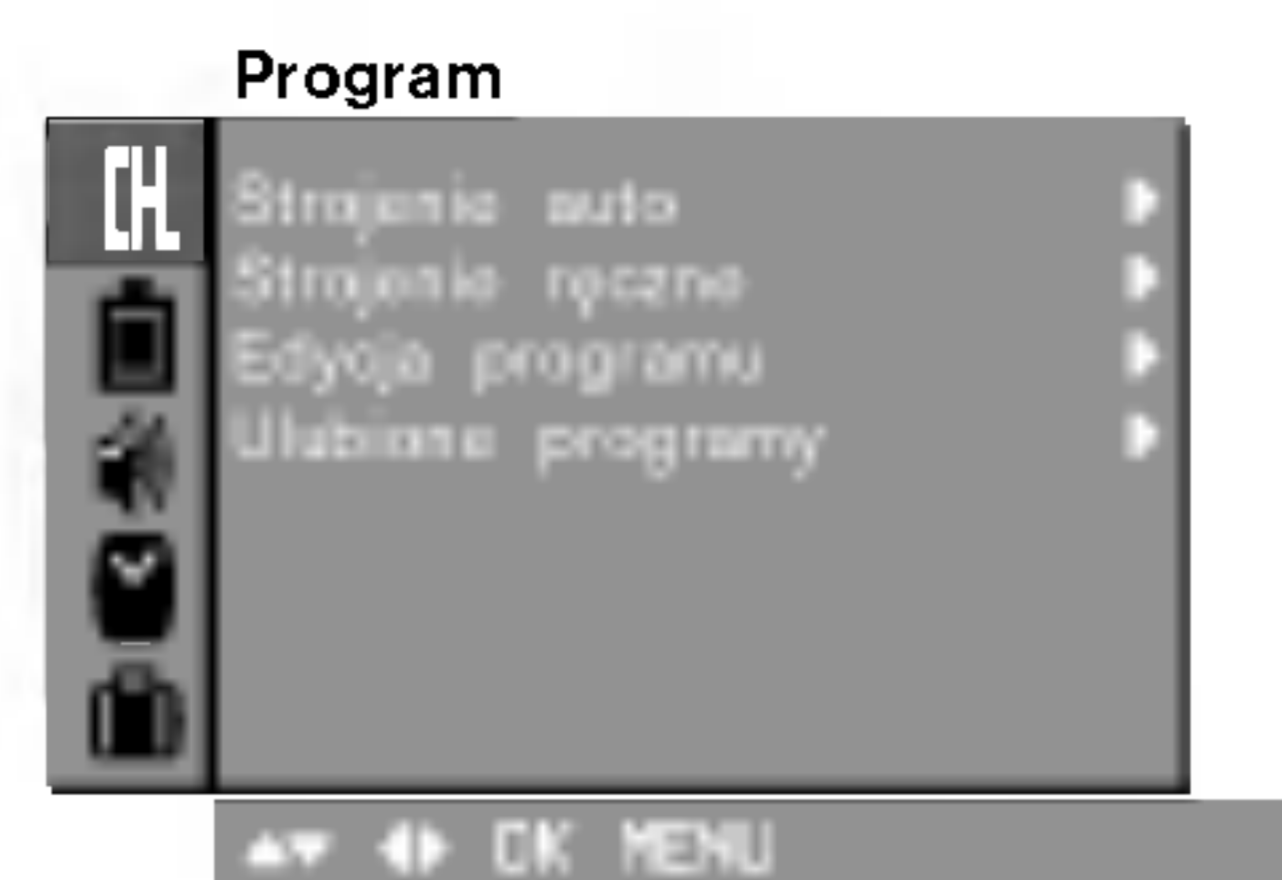 Program
CH
Strojenie auto
Strojenie ręczne
Edycja programu
Ulubione programy
OK MENU